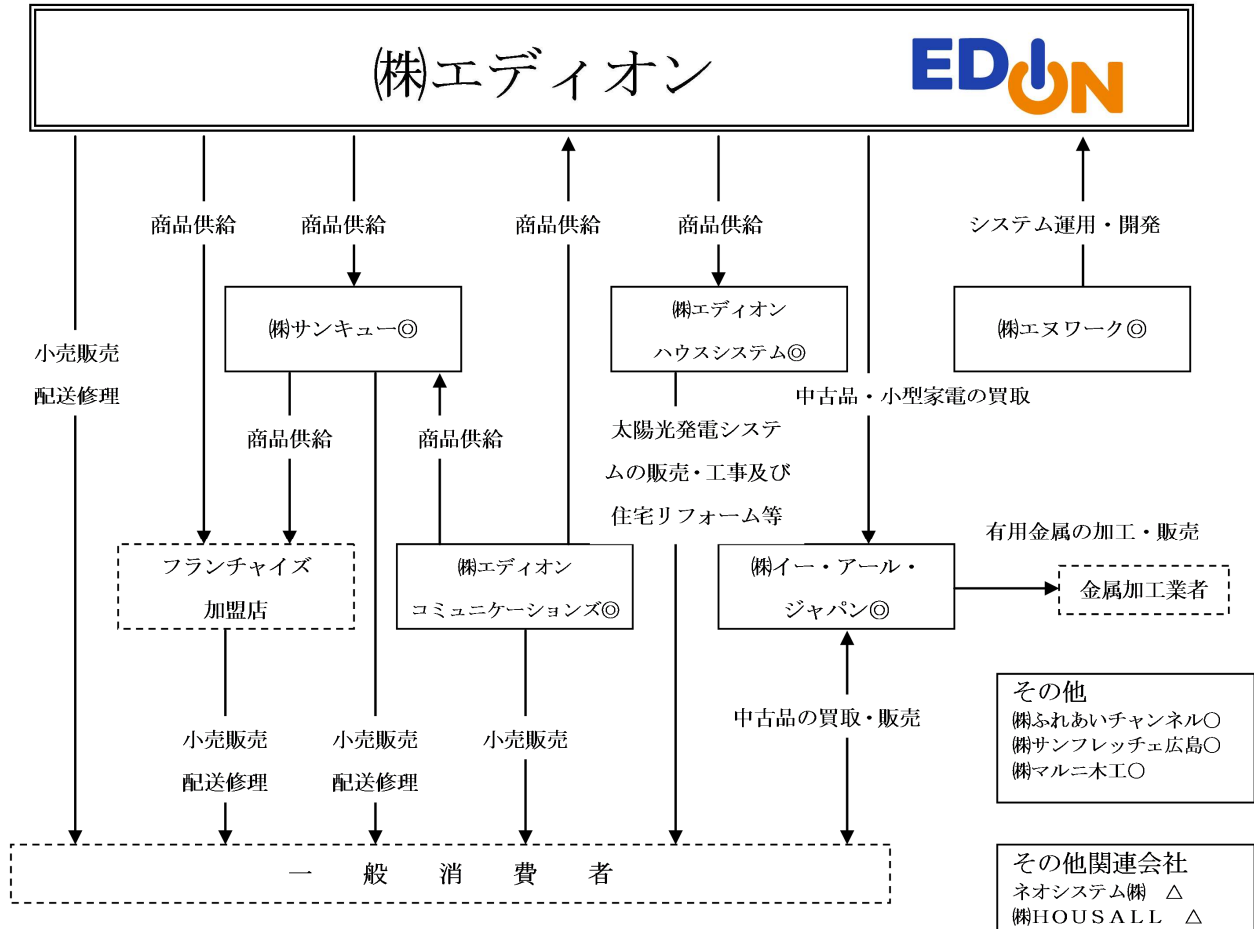 ㈱エディオン
EDION
商品供給
商品供給
商品供給
商品供給
システム運用・開発
小売販売
配送修理
㈱サンキュー◎
㈱エディオン
ハウスシステム◎
㈱エヌワーク◎
中古品・小型家電の買取
商品供給
商品供給
太陽光発電システ
ムの販売・工事及び
住宅リフォーム等
有用金属の加工・販売
フランチャイズ
加盟店
㈱エディオン
コミュニケーションズ◎
㈱イー・アール・
ジャパン◎
金属加工業者
小売販売
配送修理
小売販売
配送修理
小売販売
中古品の買取・販売
その他
㈱ふれあいチャンネル○
㈱サンフレッチェ広島○
㈱マルニ木工○
一般消費者
その他関連会社
ネオシステム㈱ △
㈱HOUSALL △